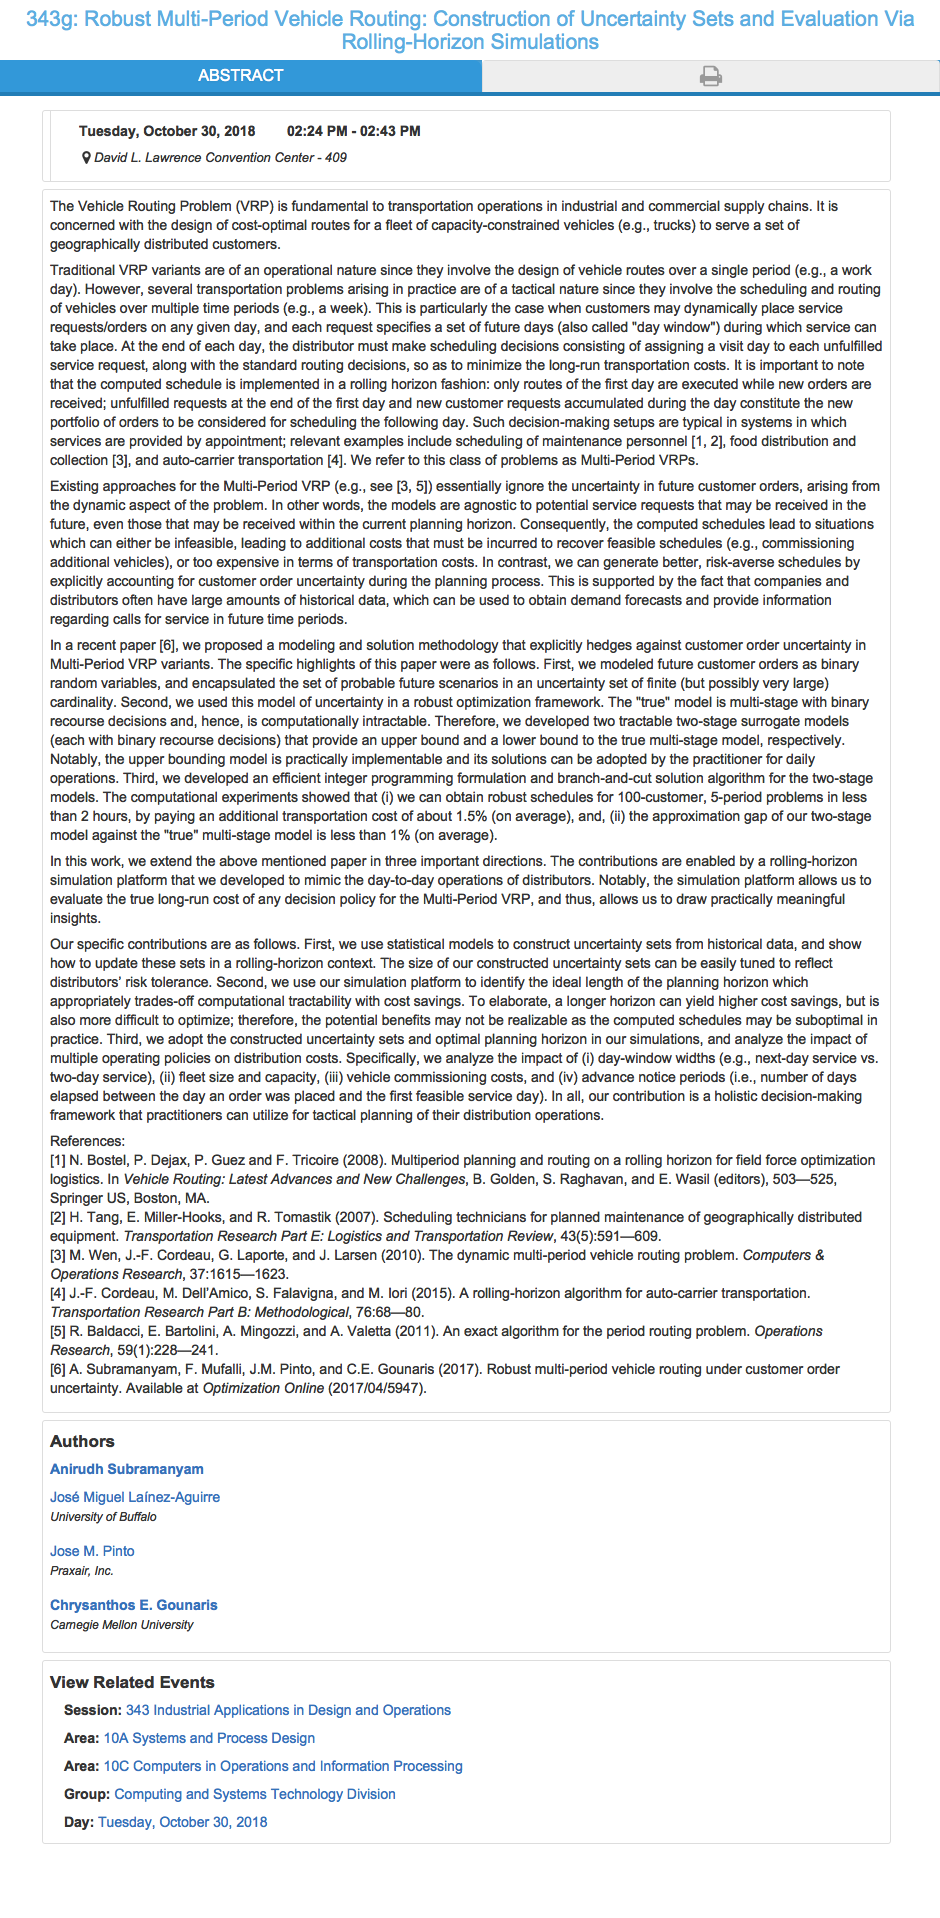 343g: Robust Multi-Period Vehicle Routing: Construction of Uncertainty Sets and Evaluation Via
Rolling-Horizon Simulations
ABSTRACT
Tuesday, October 30, 2018 02:24 PM - 02:43 PM
David L. Lawrence Convention Center - 409
The Vehicle Routing Problem (VRP) is fundamental to transportation operations in industrial and commercial supply chains. It is
concerned with the design of cost-optimal routes for a fleet of capacity-constrained vehicles (e.g., trucks) to serve a set of
geographically distributed customers.
Traditional VRP variants are of an operational nature since they involve the design of vehicle routes over a single period (e.g., a work
day). However, several transportation problems arising in practice are of a tactical nature since they involve the scheduling and routing
of vehicles over multiple time periods (e.g., a week). This is particularly the case when customers may dynamically place service
requests/orders on any given day, and each request specifies a set of future days (also called "day window") during which service can
take place. At the end of each day, the distributor must make scheduling decisions consisting of assigning a visit day to each unfulfilled
service request, along with the standard routing decisions, so as to minimize the long-run transportation costs. It is important to note
that the computed schedule is implemented in a rolling horizon fashion: only routes of the first day are executed while new orders are
received; unfulfilled requests at the end of the first day and new customer requests accumulated during the day constitute the new
portfolio of orders to be considered for scheduling the following day. Such decision-making setups are typical in systems in which
services are provided by appointment; relevant examples include scheduling of maintenance personnel [1, 2], food distribution and
collection [3], and auto-carrier transportation [4]. We refer to this class of problems as Multi-Period VRPs.
Existing approaches for the Multi-Period VRP (e.g., see [3, 5]) essentially ignore the uncertainty in future customer orders, arising from
the dynamic aspect of the problem. In other words, the models are agnostic to potential service requests that may be received in the
future, even those that may be received within the current planning horizon. Consequently, the computed schedules lead to situations
which can either be infeasible, leading to additional costs that must be incurred to recover feasible schedules (e.g., commissioning
additional vehicles), or too expensive in terms of transportation costs. In contrast, we can generate better, risk-averse schedules by
explicitly accounting for customer order uncertainty during the planning process. This is supported by the fact that companies and
distributors often have large amounts of historical data, which can be used to obtain demand forecasts and provide information
regarding calls for service in future time periods.
In a recent paper [6], we proposed a modeling and solution methodology that explicitly hedges against customer order uncertainty in
Multi-Period VRP variants. The specific highlights of this paper were as follows. First, we modeled future customer orders as binary
random variables, and encapsulated the set of probable future scenarios in an uncertainty set of finite (but possibly very large)
cardinality. Second, we used this model of uncertainty in a robust optimization framework. The "true" model is multi-stage with binary
recourse decisions and, hence, is computationally intractable. Therefore, we developed two tractable two-stage surrogate models
(each with binary recourse decisions) that provide an upper bound and a lower bound to the true multi-stage model, respectively.
Notably, the upper bounding model is practically implementable and its solutions can be adopted by the practitioner for daily
operations. Third, we developed an efficient integer programming formulation and branch-and-cut solution algorithm for the two-stage
models. The computational experiments showed that (i) we can obtain robust schedules for 100-customer, 5-period problems in less
than 2 hours, by paying an additional transportation cost of about 1.5% (on average), and, (ii) the approximation gap of our two-stage
model against the "true" multi-stage model is less than 1% (on average).
In this work, we extend the above mentioned paper in three important directions. The contributions are enabled by a rolling-horizon
simulation platform that we developed to mimic the day-to-day operations of distributors. Notably, the simulation platform allows us to
evaluate the true long-run cost of any decision policy for the Multi-Period VRP, and thus, allows us to draw practically meaningful
insights.
Our specific contributions are as follows. First, we use statistical models to construct uncertainty sets from historical data, and show
how to update these sets in a rolling-horizon context. The size of our constructed uncertainty sets can be easily tuned to reflect
distributors' risk tolerance. Second, we use our simulation platform to identify the ideal length of the planning horizon which
appropriately trades-off computational tractability with cost savings. To elaborate, a longer horizon can yield higher cost savings, but is
also more difficult to optimize; therefore, the potential benefits may not be realizable as the computed schedules may be suboptimal in
practice. Third, we adopt the constructed uncertainty sets and optimal planning horizon in our simulations, and analyze the impact of
multiple operating policies on distribution costs. Specifically, we analyze the impact of (i) day-window widths (e.g., next-day service vs.
two-day service), (ii) fleet size and capacity, (iii) vehicle commissioning costs, and (iv) advance notice periods (i.e., number of days
elapsed between the day an order was placed and the first feasible service day). In all, our contribution is a holistic decision-making
framework that practitioners can utilize for tactical planning of their distribution operations.
References:
[1] N. Bostel, P. Dejax, P. Guez and F. Tricoire (2008). Multiperiod planning and routing on a rolling horizon for field force optimization
logistics. In Vehicle Routing: Latest Advances and New Challenges, B. Golden, S. Raghavan, and E. Wasil (editors), 503—525,
Springer US, Boston, MA.
[2] H. Tang, E. Miller-Hooks, and R. Tomastik (2007). Scheduling technicians for planned maintenance of geographically distributed
equipment. Transportation Research Part E: Logistics and Transportation Review, 43(5):591—609.
[3] M. Wen, J.-F. Cordeau, G. Laporte, and J. Larsen (2010). The dynamic multi-period vehicle routing problem. Computers &
Operations Research, 37:1615—1623.
[4] J.-F. Cordeau, M. Dell'Amico, S. Falavigna, and M. Iori (2015). A rolling-horizon algorithm for auto-carrier transportation.
Transportation Research Part B: Methodological, 76:68—80.
[5] R. Baldacci, E. Bartolini, A. Mingozzi, and A. Valetta (2011). An exact algorithm for the period routing problem. Operations
Research, 59(1):228—241.
[6] A. Subramanyam, F. Mufalli, J.M. Pinto, and C.E. Gounaris (2017). Robust multi-period vehicle routing under customer order
uncertainty. Available at Optimization Online (2017/04/5947).
Authors
Anirudh Subramanyam
José Miguel Laínez-Aguirre
University of Buffalo
Jose M. Pinto
Praxair, Inc.
Chrysanthos E. Gounaris
Carnegie Mellon University
View Related Events
Session: 343 Industrial Applications in Design and Operations
Area: 10A Systems and Process Design
Area: 10C Computers in Operations and Information Processing
Group: Computing and Systems Technology Division
Day: Tuesday, October 30, 2018